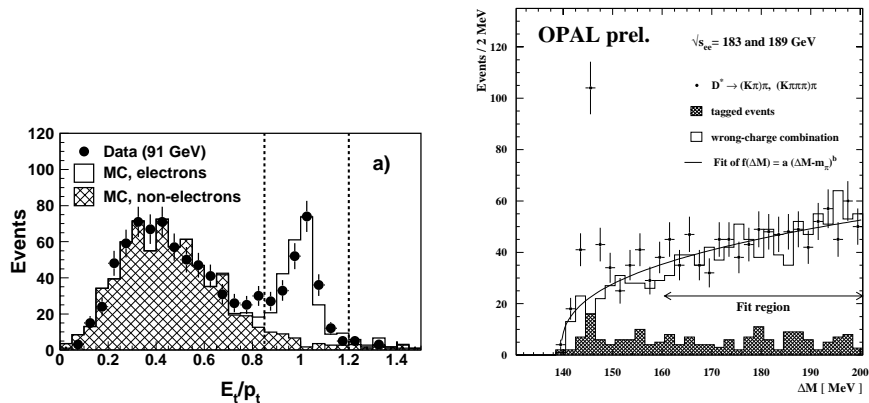 a)
Data (91 GeV)
MC, electrons
MC, non-electrons
Events
120
100
80
60
40
20
0
0 0.2 0.4 0.6 0.8 1 1.2 1.4
E_t/p_t
OPAL prel.
√s_ee = 183 and 189 GeV
D* → (Kπ)π, (Kπππ)π
tagged events
wrong-charge combination
Fit of f(ΔM) = a (ΔM-m_π)^b
Fit region
Events / 2 MeV
120
100
80
60
40
20
0
130 140 150 160 170 180 190 200
ΔM [ MeV ]